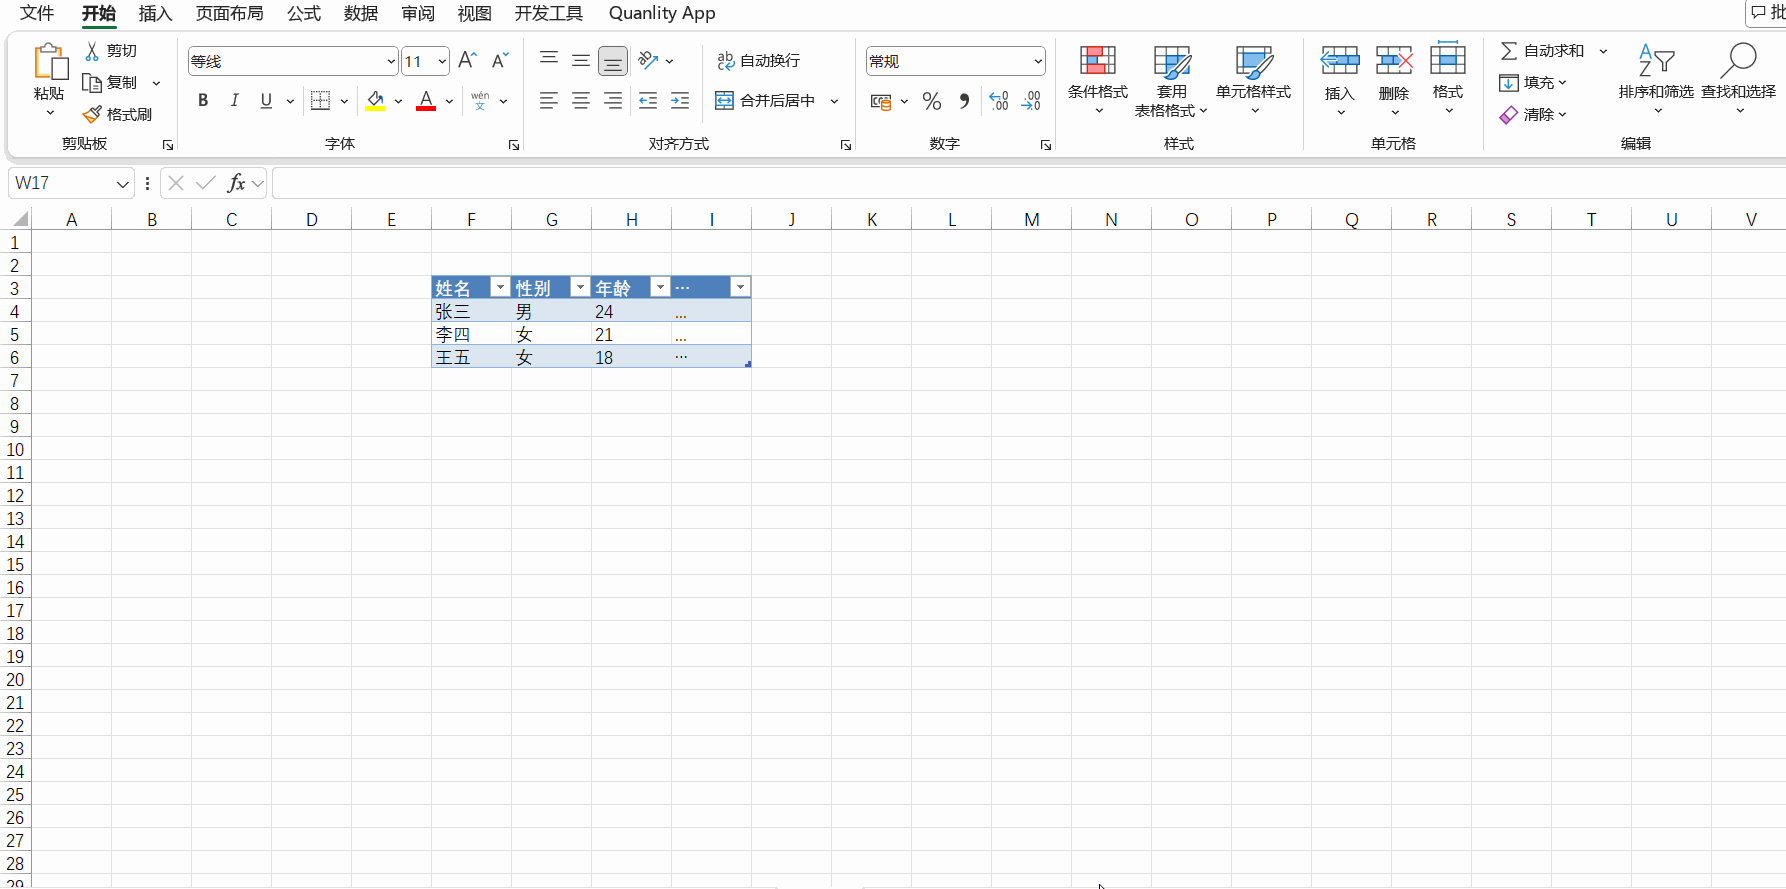 文件 开始 插入 页面布局 公式 数据 审阅 视图 开发工具 Quanlity App 批
粘贴 剪切 复制 格式刷
等线 11 A^ A˅
B I U A wén 文
ab 自动换行
合并后居中
常规
% .00 .00
条件格式 套用 表格格式 单元格样式
插入 删除 格式
自动求和 填充 清除
排序和筛选 查找和选择
剪贴板 字体 对齐方式 数字 样式 单元格 编辑
W17 fx
A B C D E F G H I J K L M N O P Q R S T U V
1
2
3 姓名 性别 年龄 ...
4 张三 男 24 ...
5 李四 女 21 ...
6 王五 女 18 ...
7
8
9
10
11
12
13
14
15
16
17
18
19
20
21
22
23
24
25
26
27
28
29